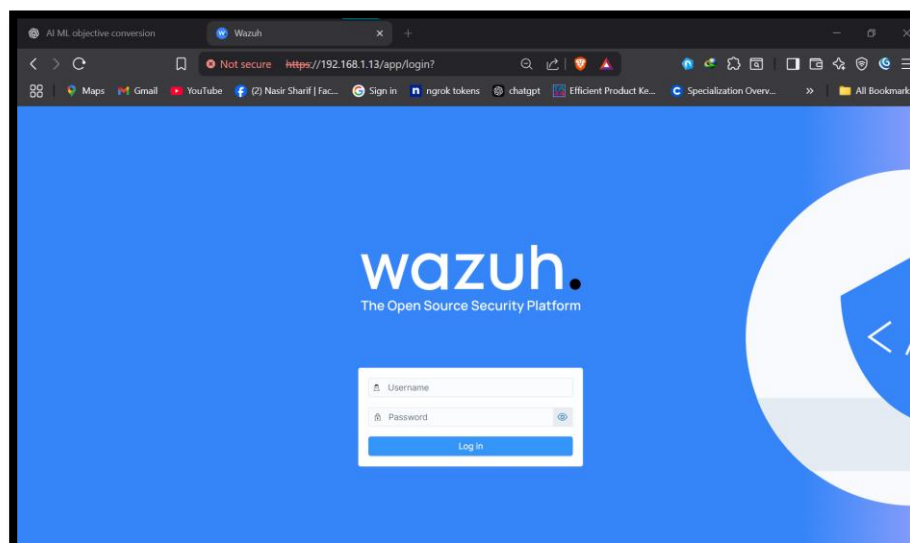 AI ML objective conversion
Wazuh
Not secure https://192.168.1.13/app/login?
Maps Gmail YouTube (2) Nasir Sharif | Fac... Sign in ngrok tokens chatgpt Efficient Product Ke... Specialization Overv... » All Bookmark
wazuh.
The Open Source Security Platform
Username
Password
Log in